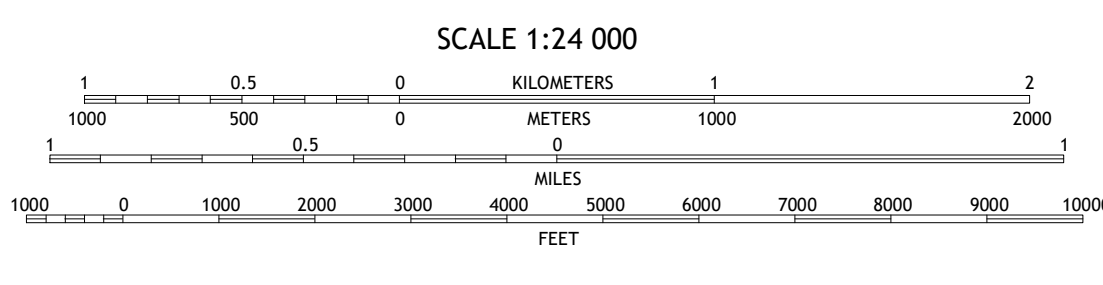 SCALE 1:24 000
1 0.5 0 KILOMETERS 1 2
1000 500 0 METERS 1000 2000
1 0.5 0 1
MILES
1000 0 1000 2000 3000 4000 5000 6000 7000 8000 9000 10000
FEET